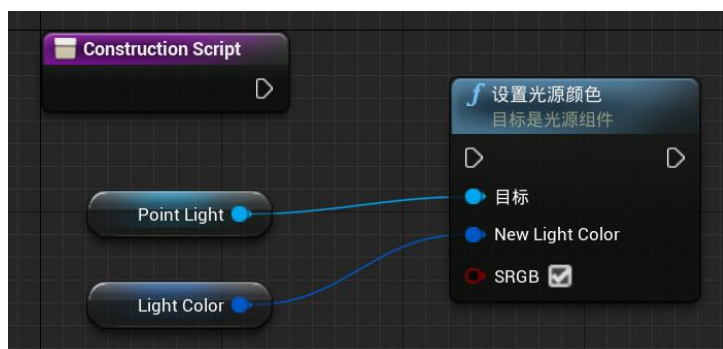 Construction Script
设置光源颜色
目标是光源组件
目标
Point Light
New Light Color
SRGB
Light Color